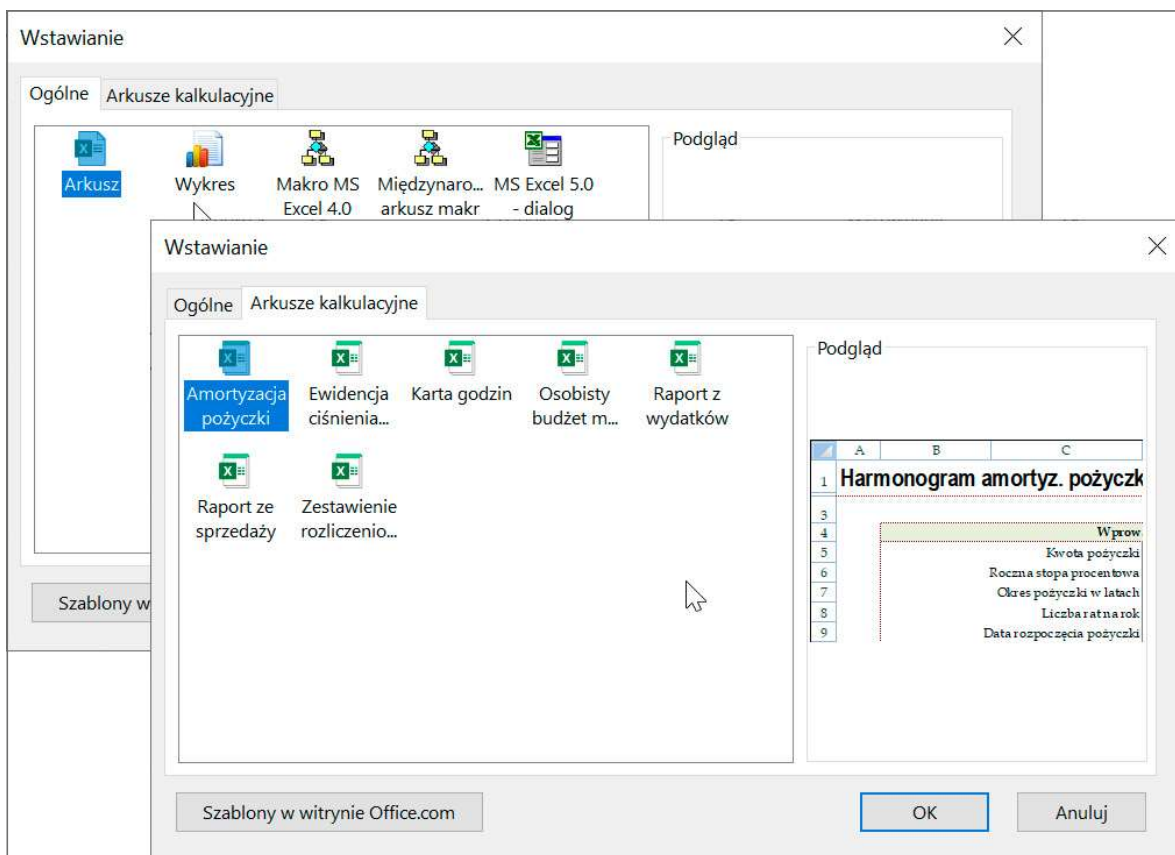 Wstawianie
Ogólne Arkusze kalkulacyjne
Podgląd
Arkusz
Wykres
Makro MS
Excel 4.0
Międzynaro...
arkusz makr
MS Excel 5.0
- dialog
Szablony w
Wstawianie
Ogólne Arkusze kalkulacyjne
Amortyzacja
pożyczki
Ewidencja
ciśnienia...
Karta godzin
Osobisty
budżet m...
Raport z
wydatków
Raport ze
sprzedaży
Zestawienie
rozliczenio...
Podgląd
A B C
1 Harmonogram amortyz. pożyczk
3
4 Wprow
5 Kwota pożyczki
6 Roczna stopa procentowa
7 Okres pożyczki w latach
8 Liczba rat na rok
9 Data rozpoczęcia pożyczki
Szablony w witrynie Office.com
OK
Anuluj